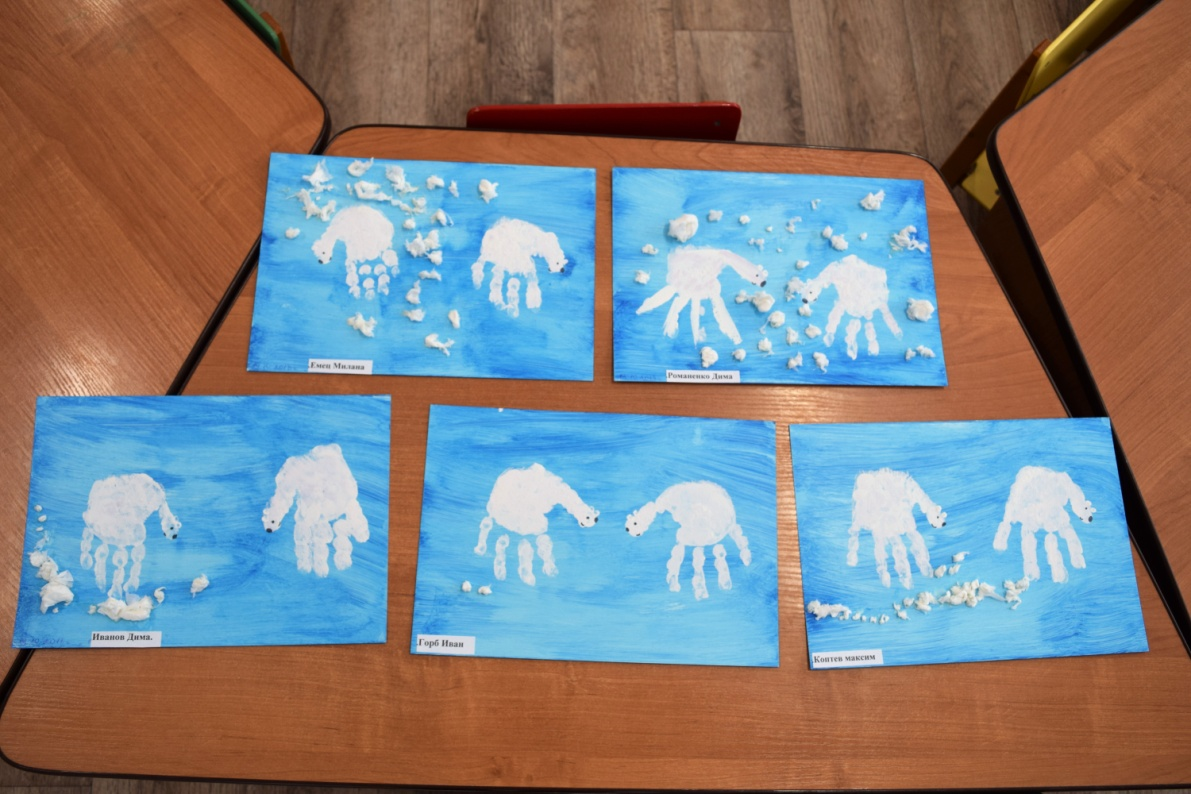 Емец Милана
Романенко Дима
Иванов Дима.
Горб Иван
Коптев максим